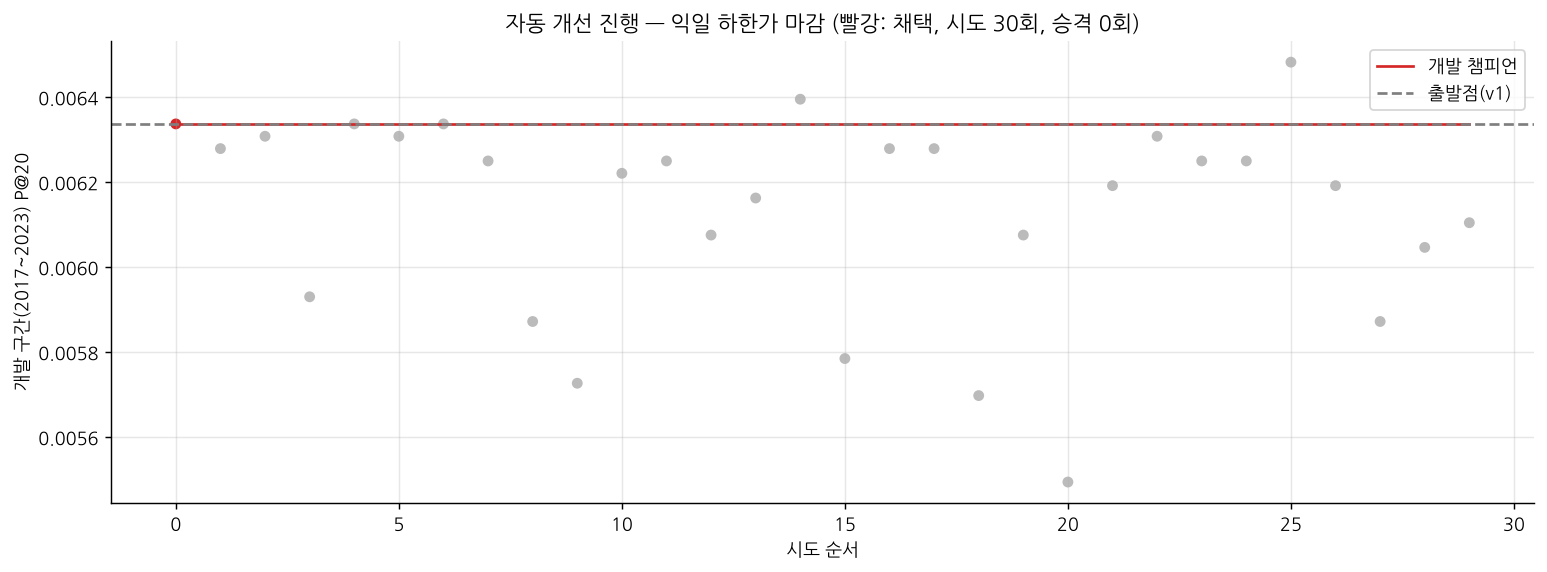 자동 개선 진행 — 익일 하한가 마감 (빨강: 채택, 시도 30회, 승격 0회)
개발 챔피언
출발점(v1)
개발 구간(2017~2023) P@20
0.0064
0.0062
0.0060
0.0058
0.0056
0 5 10 15 20 25 30
시도 순서